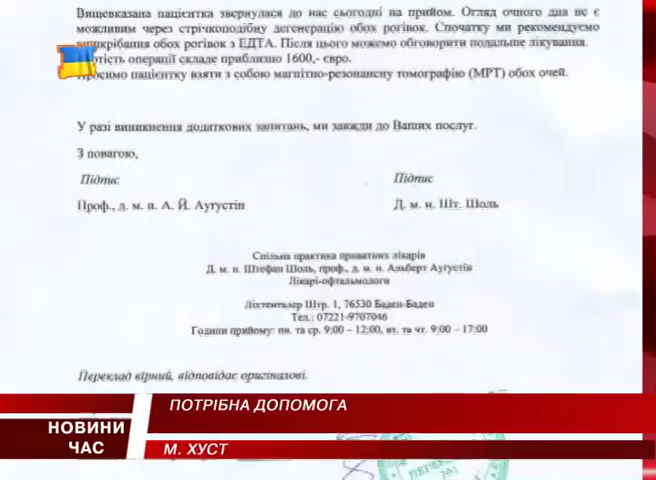 Вищевказана пацієнтка звернулася до нас сьогодні на прийом. Огляд очного дна не є
можливим через стрічкоподібну дегенерацію обох рогівок. Спочатку ми рекомендуємо
вишкрібання обох рогівок з ЕДТА. Після цього можемо обговорити подальше лікування.
артість операції складе приблизно 1600,- євро.
Просимо пацієнтку взяти з собою магнітно-резонансну томографію (МРТ) обох очей.
У разі виникнення додаткових запитань, ми завжди до Ваших послуг.
З повагою,
Підпис Підпис
Проф., д. м. н. А. Й. Аугустін Д. м. н. Шт. Шоль
Спільна практика приватних лікарів
Д. м. н. Штефан Шоль, проф., д. м. н. Альберт Аугустін
Лікарі-офтальмологи
Ліхтенталер Штр. 1, 76530 Баден-Баден
Тел.: 07221-9707046
Години прийому: пн. та ср. 9:00 – 12:00, вт. та чт. 9:00 – 17:00
Переклад вірний, відповідає оригіналові.
ПОТРІБНА ДОПОМОГА
НОВИНИ
ЧАС
М. ХУСТ